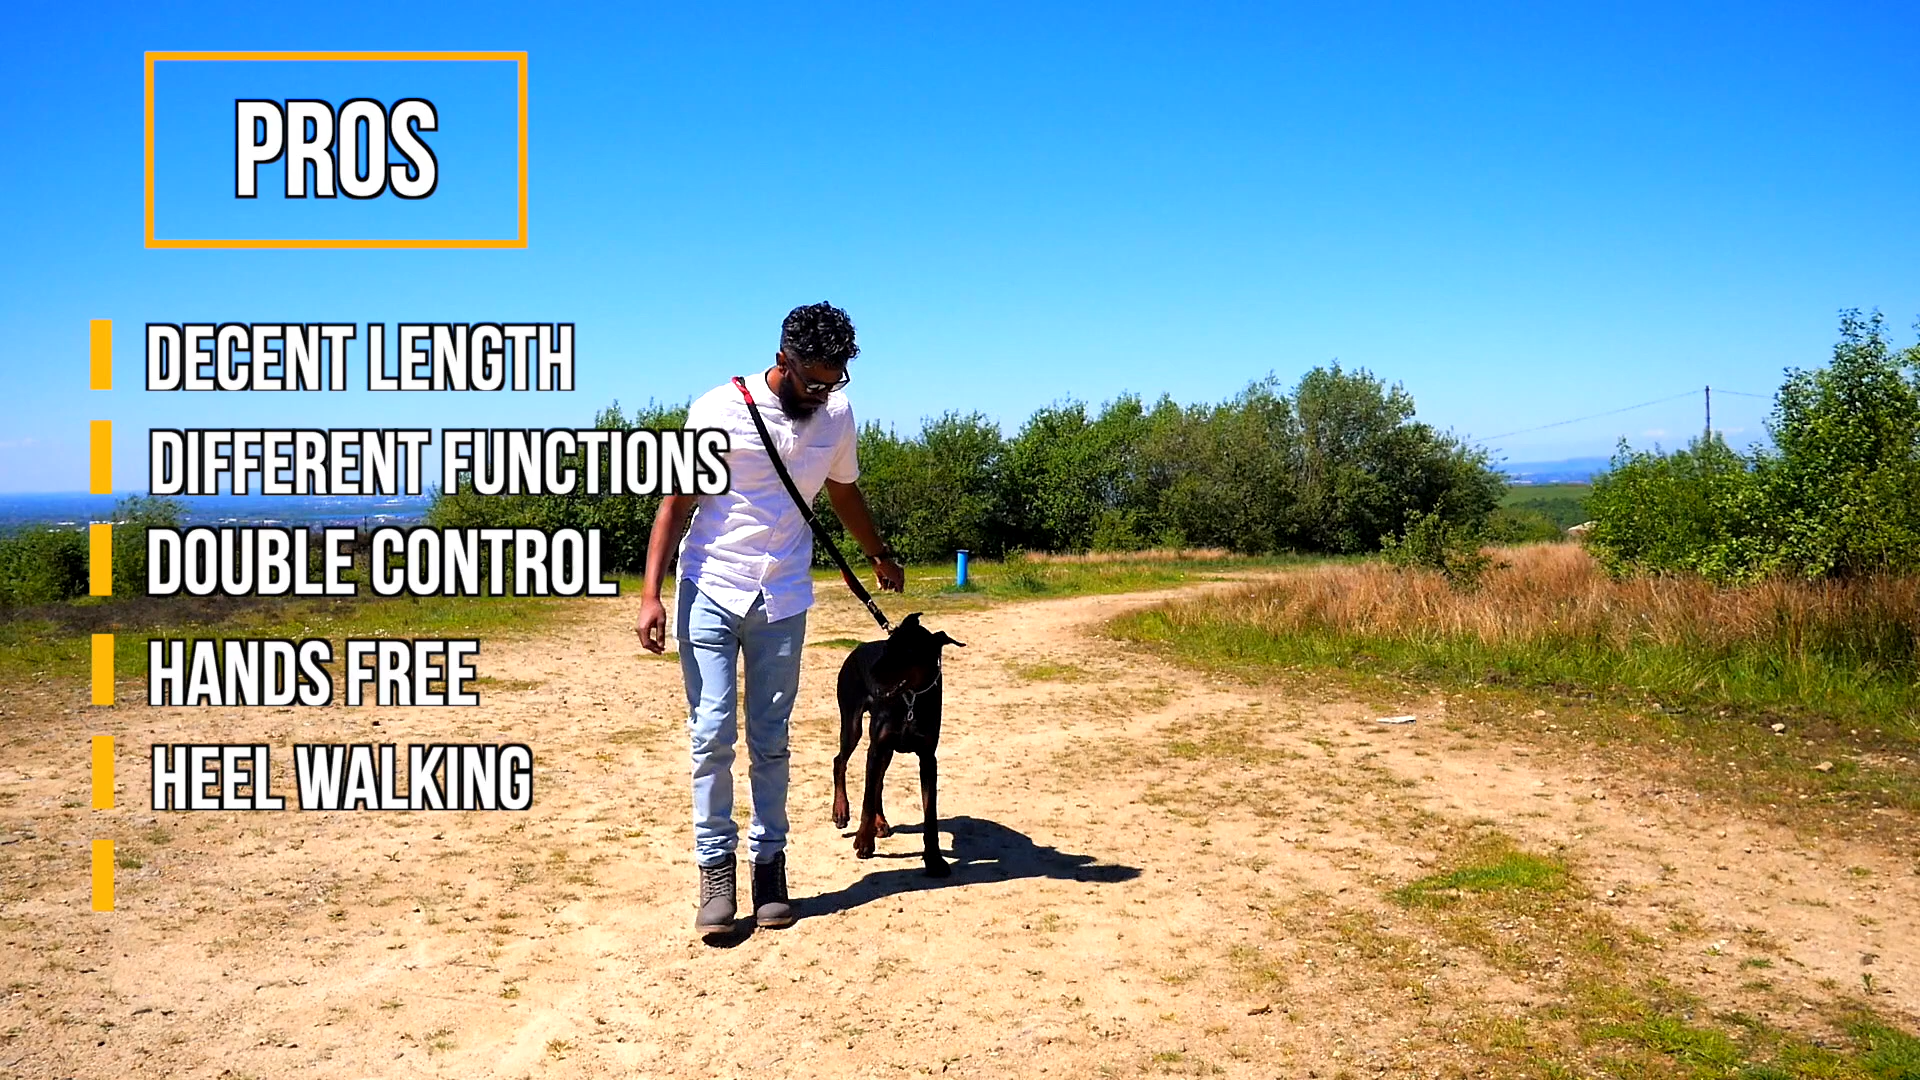 PROS
DECENT LENGTH
DIFFERENT FUNCTIONS
DOUBLE CONTROL
HANDS FREE
HEEL WALKING